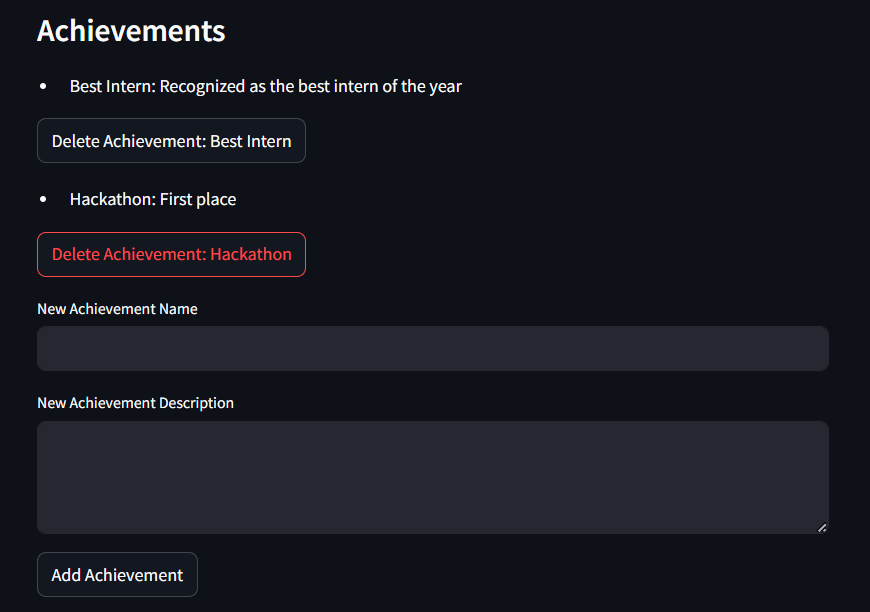 Achievements
• Best Intern: Recognized as the best intern of the year
Delete Achievement: Best Intern
• Hackathon: First place
Delete Achievement: Hackathon
New Achievement Name
New Achievement Description
Add Achievement